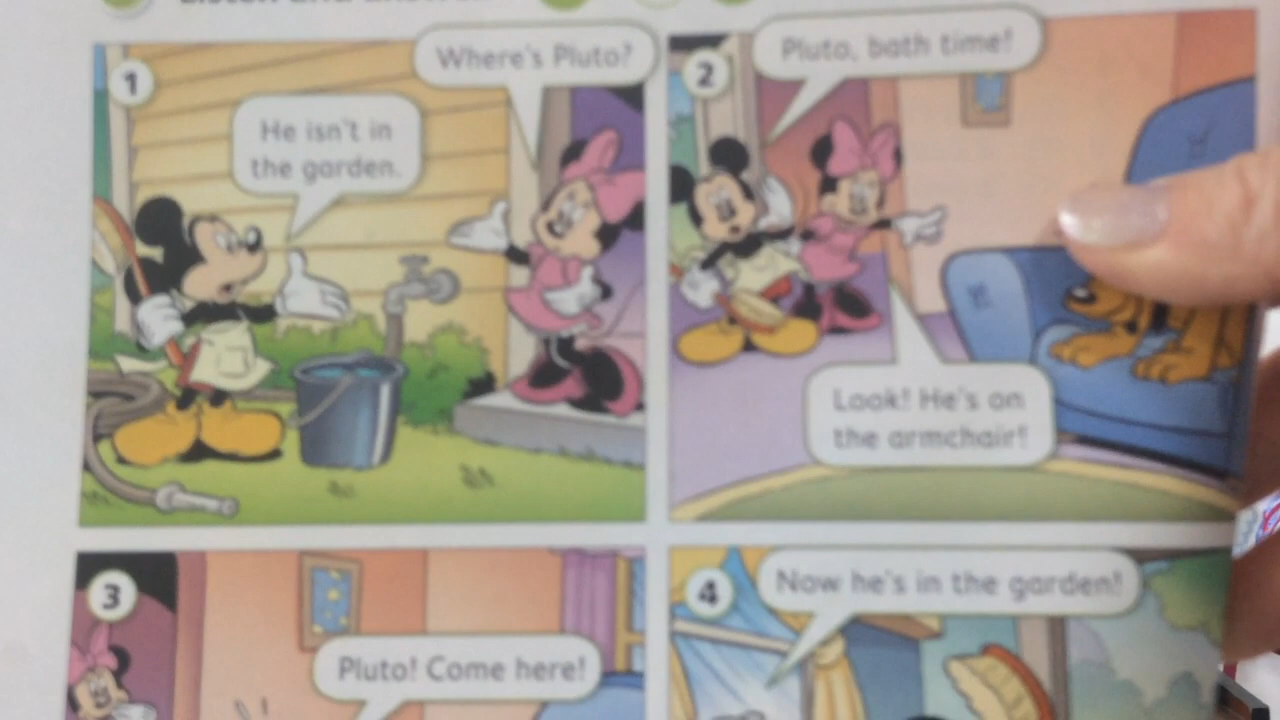 1
Where's Pluto?
He isn't in
the garden.
2
Pluto, bath time!
Look! He's on
the armchair!
3
Pluto! Come here!
4
Now he's in the garden!